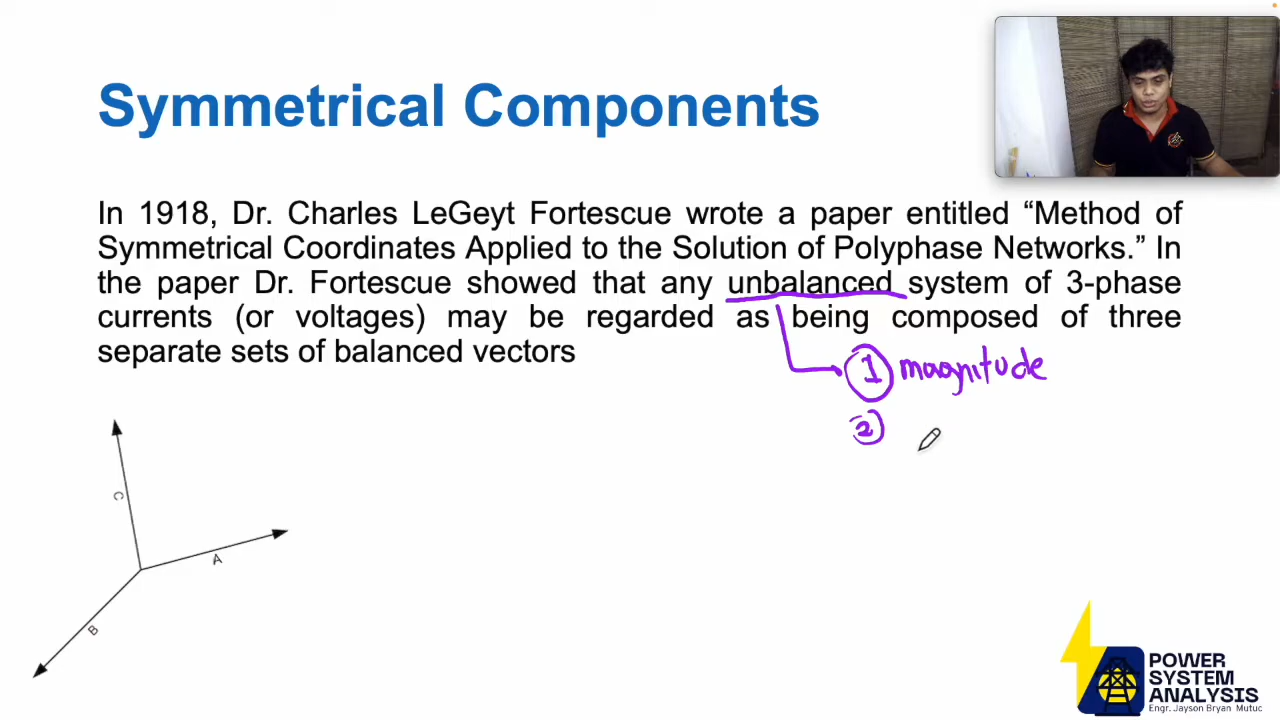 Symmetrical Components
In 1918, Dr. Charles LeGeyt Fortescue wrote a paper entitled “Method of
Symmetrical Coordinates Applied to the Solution of Polyphase Networks.” In
the paper Dr. Fortescue showed that any unbalanced system of 3-phase
currents (or voltages) may be regarded as being composed of three
separate sets of balanced vectors
1 magnitude
2
C
A
B
POWER
SYSTEM
ANALYSIS
Engr. Jayson Bryan Mutuc